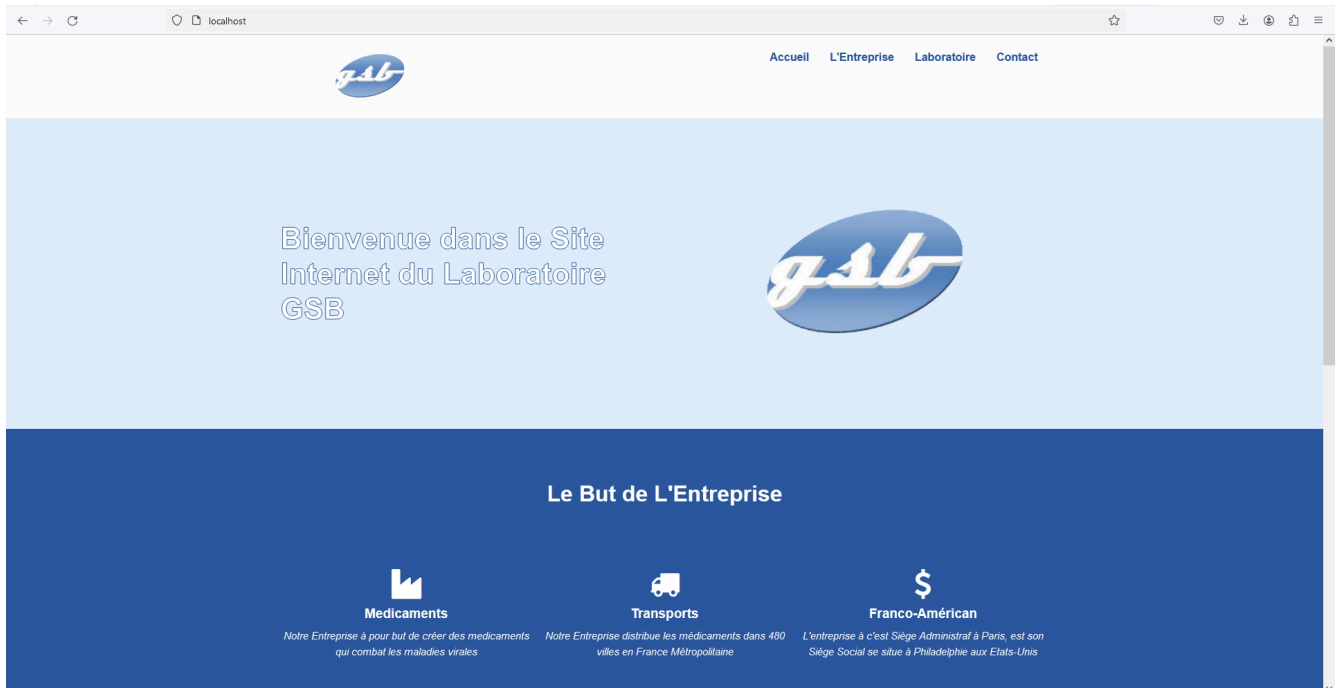 localhost
gsb
Accueil L'Entreprise Laboratoire Contact
Bienvenue dans le Site
Internet du Laboratoire
GSB
gsb
Le But de L'Entreprise
Medicaments
Notre Entreprise à pour but de créer des medicaments
qui combat les maladies virales
Transports
Notre Entreprise distribue les médicaments dans 480
villes en France Métropolitaine
Franco-Américan
L'entreprise à c'est Siège Administraf à Paris, est son
Siége Social se situe à Philadelphie aux Etats-Unis